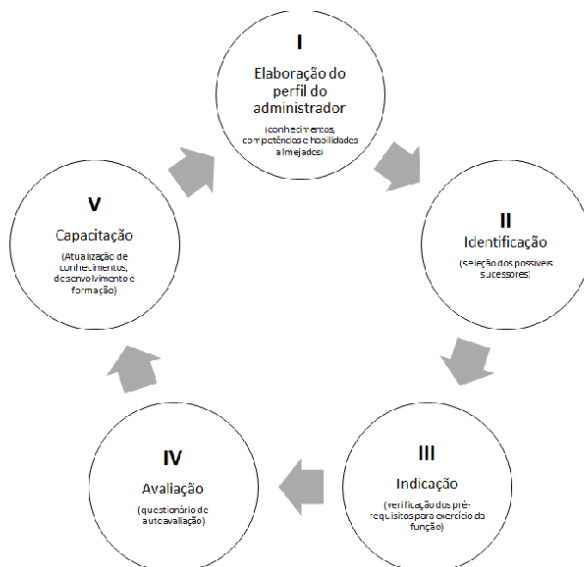 I
Elaboração do
perfil do
administrador
(conhecimentos,
competências e habilidades
almejados)
II
Identificação
(seleção dos possíveis
sucessores)
III
Indicação
(verificação dos pré-
requisitos para exercício da
função)
IV
Avaliação
(questionário de
autoavaliação)
V
Capacitação
(Atualização de
conhecimentos,
desenvolvimento e
formação)